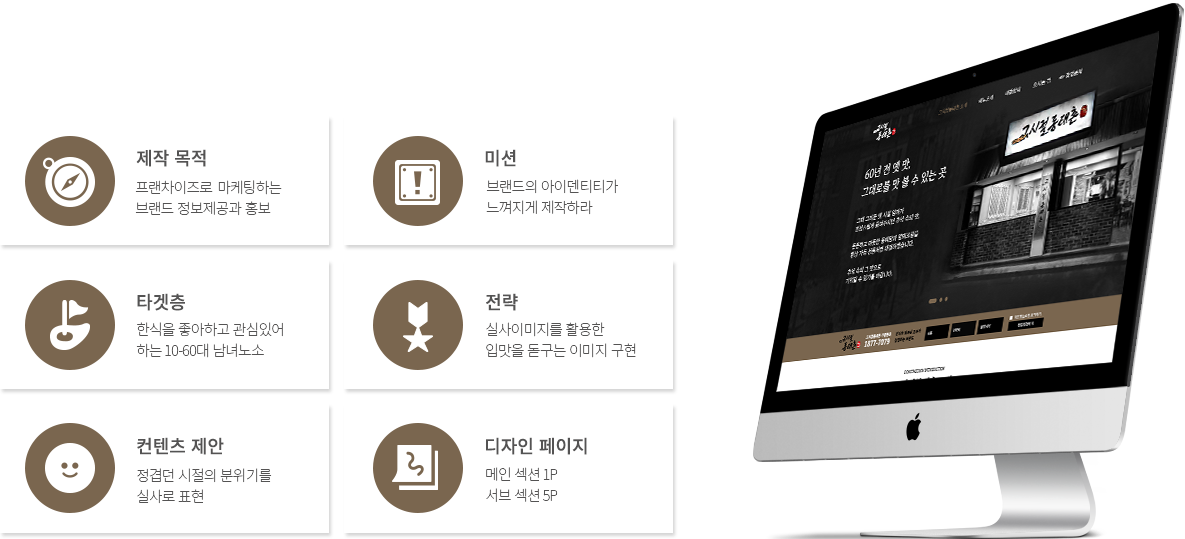 제작 목적
프랜차이즈로 마케팅하는
브랜드 정보제공과 홍보
미션
브랜드의 아이덴티티가
느껴지게 제작하라
타겟층
한식을 좋아하고 관심있어
하는 10-60대 남녀노소
전략
실사이미지를 활용한
입맛을 돋구는 이미지 구현
컨텐츠 제안
정겹던 시절의 분위기를
실사로 표현
디자인 페이지
메인 섹션 1P
서브 섹션 5P
그시절 동태촌
60년 전 옛 맛,
그대로를 맛 볼 수 있는 곳
1877-7079